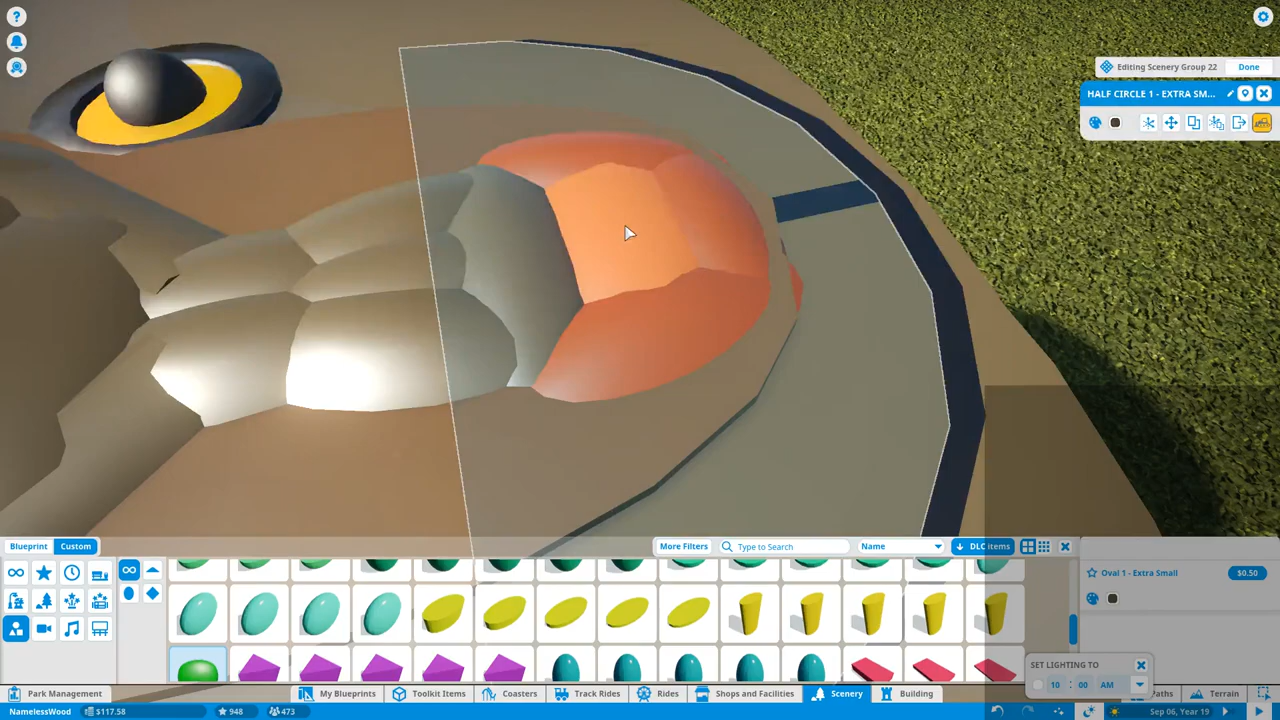 Editing Scenery Group 22
Done
HALF CIRCLE 1 - EXTRA SM...
Blueprint
Custom
More Filters
Type to Search
Name
DLC items
Oval 1 - Extra Small
$0.50
SET LIGHTING TO
10 : 00 AM
Park Management
My Blueprints
Toolkit Items
Coasters
Track Rides
Rides
Shops and Facilities
Scenery
Building
Paths
Terrain
NamelessWood
$117.58
948
473
Sep 06, Year 19